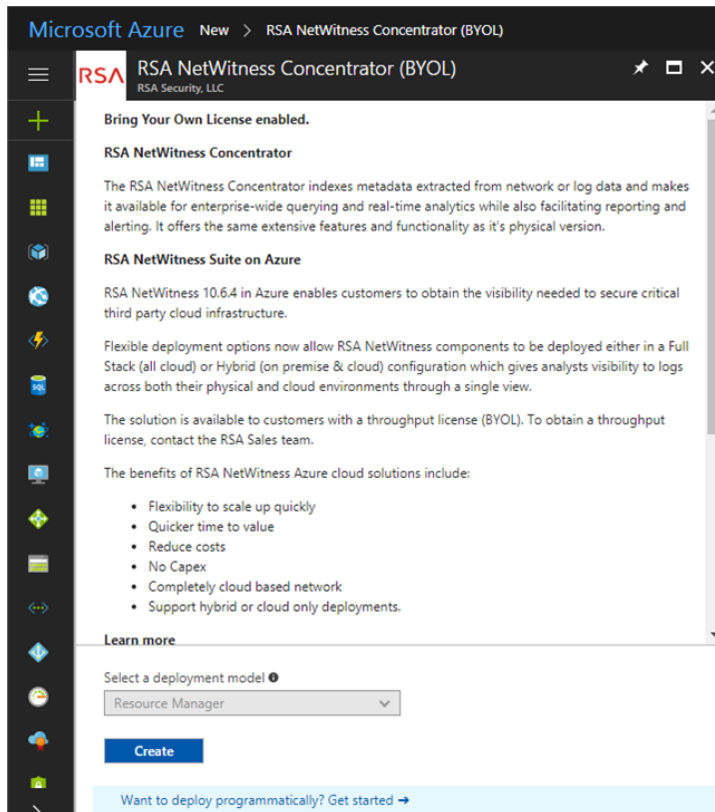 Microsoft Azure New > RSA NetWitness Concentrator (BYOL)
RSA RSA NetWitness Concentrator (BYOL)
RSA Security, LLC
Bring Your Own License enabled.
RSA NetWitness Concentrator
The RSA NetWitness Concentrator indexes metadata extracted from network or log data and makes
it available for enterprise-wide querying and real-time analytics while also facilitating reporting and
alerting. It offers the same extensive features and functionality as it's physical version.
RSA NetWitness Suite on Azure
RSA NetWitness 10.6.4 in Azure enables customers to obtain the visibility needed to secure critical
third party cloud infrastructure.
Flexible deployment options now allow RSA NetWitness components to be deployed either in a Full
Stack (all cloud) or Hybrid (on premise & cloud) configuration which gives analysts visibility to logs
across both their physical and cloud environments through a single view.
The solution is available to customers with a throughput license (BYOL). To obtain a throughput
license, contact the RSA Sales team.
The benefits of RSA NetWitness Azure cloud solutions include:
• Flexibility to scale up quickly
• Quicker time to value
• Reduce costs
• No Capex
• Completely cloud based network
• Support hybrid or cloud only deployments.
Learn more
Select a deployment model
Resource Manager
Create
Want to deploy programmatically? Get started →
SQL